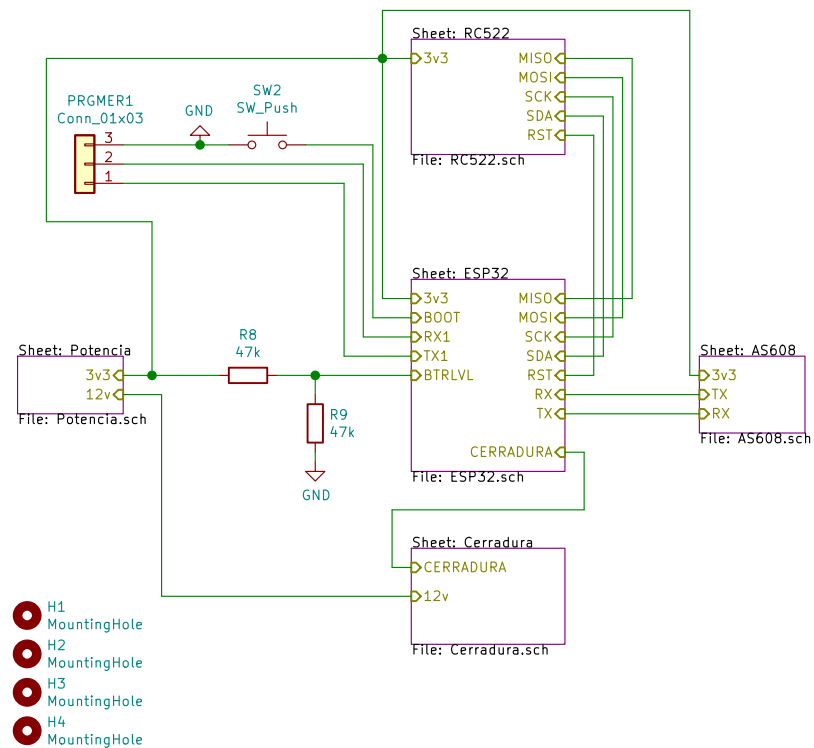 Sheet: RC522
3v3
MISO
MOSI
SCK
SDA
RST
File: RC522.sch
PRGMER1
Conn_01x03
3
2
1
GND
SW2
SW_Push
Sheet: ESP32
3v3
BOOT
RX1
TX1
BTRLVL
MISO
MOSI
SCK
SDA
RST
RX
TX
CERRADURA
File: ESP32.sch
Sheet: Potencia
3v3
12v
File: Potencia.sch
R8
47k
R9
47k
GND
Sheet: AS608
3v3
TX
RX
File: AS608.sch
Sheet: Cerradura
CERRADURA
12v
File: Cerradura.sch
H1
MountingHole
H2
MountingHole
H3
MountingHole
H4
MountingHole